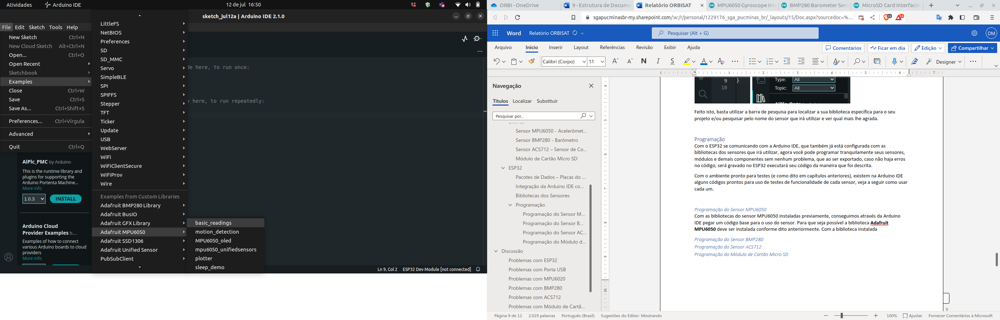 Atividades
Arduino IDE
12 de jul 16:50
sketch_jul12a | Arduino IDE 2.1.0
File Edit Sketch Tools Help
New Sketch Ctrl+N
New Cloud Sketch Alt+Ctrl+N
Open... Ctrl+O
Open Recent
Sketchbook
Examples
Close Ctrl+W
Save Ctrl+S
Save As... Ctrl+Shift+S
Preferences... Ctrl+Vírgula
Advanced
Quit Ctrl+Q
LittleFS
NetBIOS
Preferences
SD
SD_MMC
Servo
SimpleBLE
SPI
SPIFFS
Stepper
TFT
Ticker
Update
USB
WebServer
WiFi
WiFiClientSecure
WiFiProv
Wire
Examples from Custom Libraries
Adafruit BMP280 Library
Adafruit BusIO
Adafruit GFX Library
Adafruit MPU6050
Adafruit SSD1306
Adafruit Unified Sensor
PubSubClient
basic_readings
motion_detection
MPU6050_oled
mpu6050_unifiedsensors
plotter
sleep_demo
de here, to run once:
e here, to run repeatedly:
AlPlc_PMC by Arduino
This is the runtime library and
plugins for supporting the
Arduino Portenta Machine...
More info
1.0.3 INSTALL
Arduino Cloud
Provider Examples b...
Examples of how to connect
various Arduino boards to cloud
providers
More info
Ln 9, Col 2 ESP32 Dev Module [not connected]
ORBI - OneDrive
9 - Estrutura de Docume
Relatório ORBISAT
MPU6050 Gyroscope Inte
BMP280 Barometer Sens
MicroSD Card Interfacin
sgapucminasbr-my.sharepoint.com/:w:/r/personal/1229176_sga_pucminas_br/_layouts/15/Doc.aspx?sourcedoc=%...
23
14
Word
Relatório ORBISAT
Pesquisar (Alt + G)
DM
Arquivo Início Inserir Layout Referências Revisão Exibir Ajuda
Comentários Ficar em dia Edição Compartilhar
Calibri (Corpo) 11 N I S
Designer
1 1 2 3 4 5 6 7
4
5
6
7
8
9
10
Navegação
Títulos Localizar Substituir
Pesquisar por...
Sensor MPU6050 - Acelerômet...
Sensor BMP280 - Barômetro
Sensor ACS712 – Sensor de Co...
Módulo de Cartão Micro SD
ESP32
Pacotes de Dados – Placas do ...
Integração da Arduino IDE co...
Bibliotecas dos Sensores
Programação
Programação do Sensor M...
Programação do Sensor B...
Programação do Sensor AC...
Programação do Módulo d...
Discussão
Problemas com ESP32
Problemas com Porta USB
Problemas com MPU6020
Problemas com BMP280
Problemas com ACS712
Problemas com Módulo de Cartã...
9 }
10
Type: All
Topic: All
Feito isto, basta utilizar a barra de pesquisa para localizar a sua biblioteca específica para o seu
projeto e/ou pesquisar pelo nome do sensor que irá utilizar e ver qual mais lhe agrada.
Programação
Com o ESP32 se comunicando com a Arduino IDE, que também já está configurada com as
bibliotecas dos sensores que irá utilizar, agora você pode programar tranquilamente seus sensores,
módulos e demais componentes sem nenhum problema, que ao ser exportado, caso não haja erros
no código, será gravado no ESP32 executará seu código da maneira que foi descrita.
Com o ambiente pronto para testes (e como dito em capítulos anteriores), existem na Arduino IDE
alguns códigos prontos para uso de testes de funcionalidade de cada sensor, veja a seguir como usar
cada um.
Programação do Sensor MPU6050
Com as bibliotecas do sensor MPU6050 instaladas previamente, conseguimos através da Arduino
IDE pegar um código base para o uso do sensor. Para que seja possível a biblioteca Adafruit
MPU6050 deve ser instalada conforme dito anteriormente. Com a biblioteca instalada
Programação do Sensor BMP280
Programação do Sensor ACS712
Programação do Módulo de Cartão Micro SD
9
Página 9 de 11 2.019 palavras Português (Brasil) Sugestões do Editor: Mostrando
100% Ajustar Fornecer Comentários à Microsoft